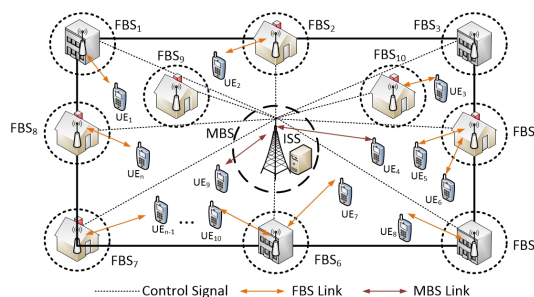 FBS1
FBS2
FBS3
FBS9
FBS10
UE2
UE3
UE1
FBS8
MBS
ISS
FBS
UEn
UE9
UE4
UE5
UE6
UEn-1
UE10
UE7
UE8
FBS7
FBS6
FBS
Control Signal
FBS Link
MBS Link